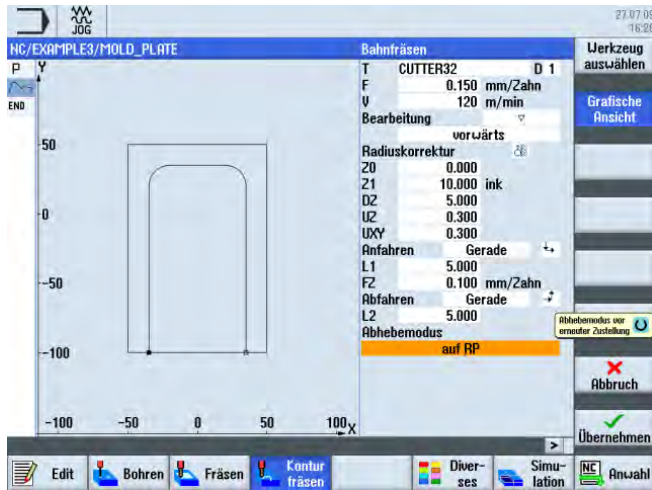 JOG
27.07.09
16:20
NC/EXAMPLE3/MOLD_PLATE
Bahnfräsen
Werkzeug
auswählen
P
Y
END
T CUTTER32 D 1
F 0.150 mm/Zahn
V 120 m/min
Bearbeitung ▽
vorwärts
Radiuskorrektur
Z0 0.000
Z1 10.000 ink
DZ 5.000
UZ 0.300
UXY 0.300
Anfahren Gerade
L1 5.000
FZ 0.100 mm/Zahn
Abfahren Gerade
L2 5.000
Abhebemodus
auf RP
Grafische
Ansicht
50
0
-50
-100
-100 -50 0 50 100 X
Abhebemodus vor
erneuter Zustellung
Abbruch
Übernehmen
>
Edit
Bohren
Fräsen
Kontur
fräsen
Diver-
ses
Simu-
lation
NC Anwahl